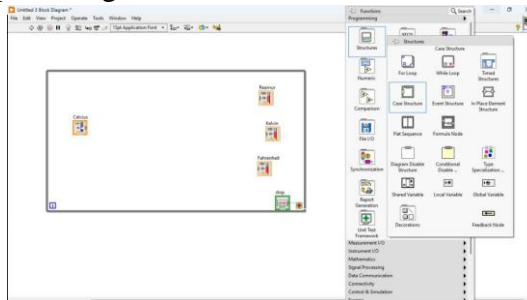 Untitled 3 Block Diagram *
File Edit View Project Operate Tools Window Help
15pt Application Font
Functions
Search
Programming
Structures
Numeric
Comparison
File I/O
Synchronization
Report Generation
Unit Test Framework
Measurement I/O
Instrument I/O
Mathematics
Signal Processing
Data Communication
Connectivity
Control & Simulation
Structures
Case Structure
For Loop
While Loop
Timed Structures
Case Structure
Event Structure
In Place Element Structure
Flat Sequence
Formula Node
Diagram Disable Structure
Conditional Disable ...
Type Specialization ...
Shared Variable
Local Variable
Global Variable
Decorations
Feedback Node
Celcius
Reamur
Kelvin
Fahrenheit
stop